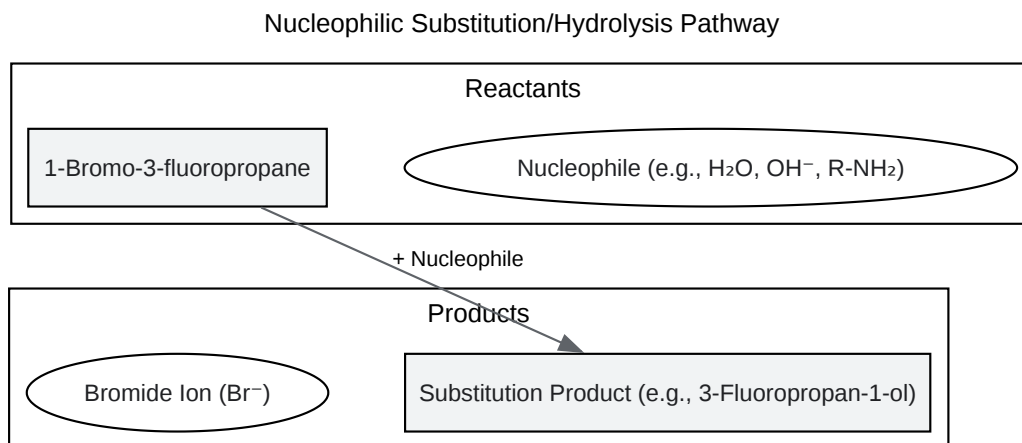 Nucleophilic Substitution/Hydrolysis Pathway
Reactants
1-Bromo-3-fluoropropane
Nucleophile (e.g., H₂O, OH⁻, R-NH₂)
+ Nucleophile
Products
Bromide Ion (Br⁻)
Substitution Product (e.g., 3-Fluoropropan-1-ol)